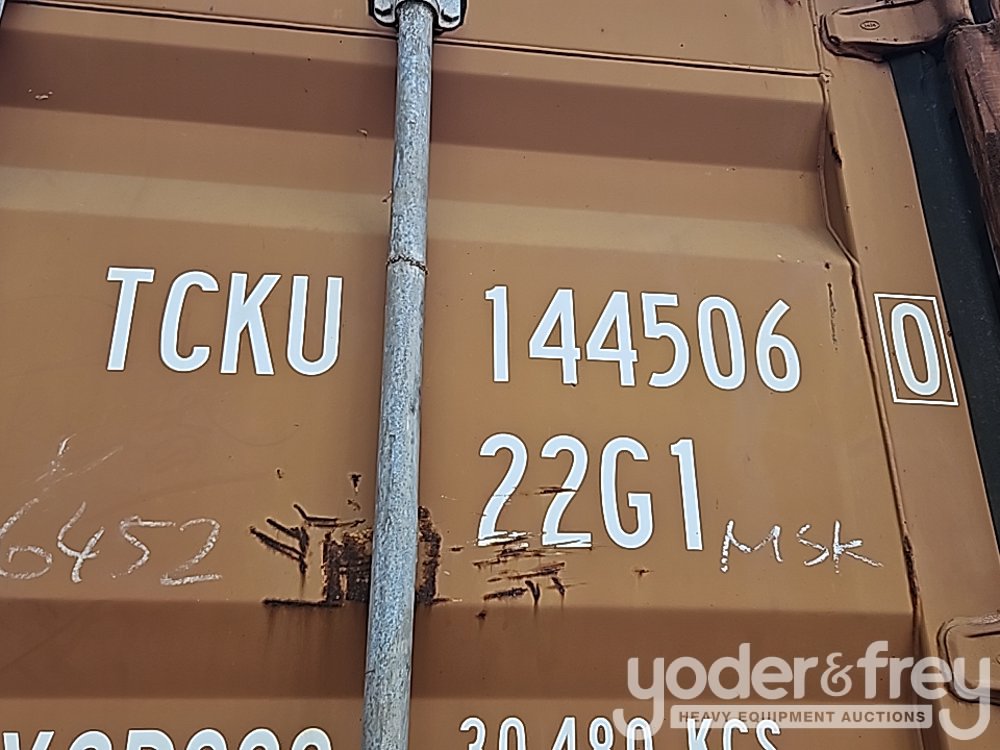 TCKU 144506 0
22G1
6452 MSK
30,480 KGS
yoder&frey
HEAVY EQUIPMENT AUCTIONS